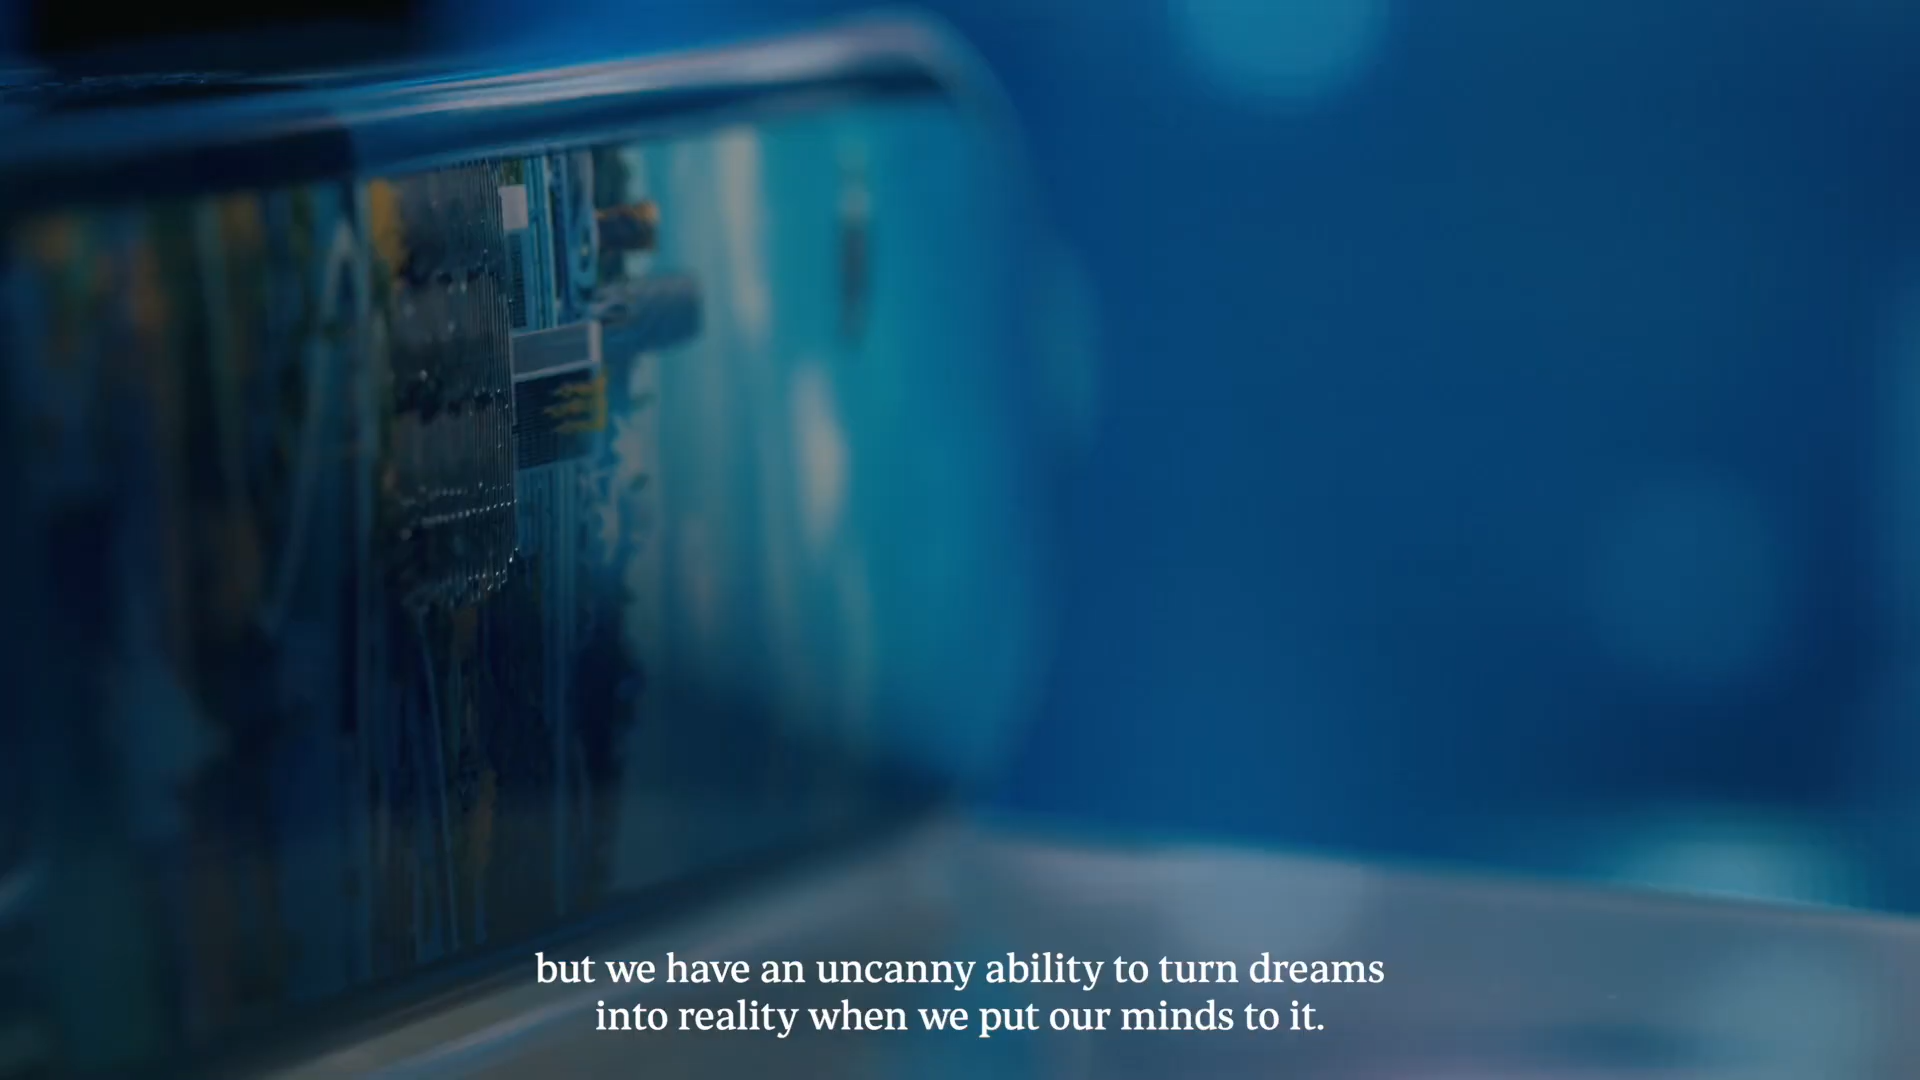 but we have an uncanny ability to turn dreams
into reality when we put our minds to it.